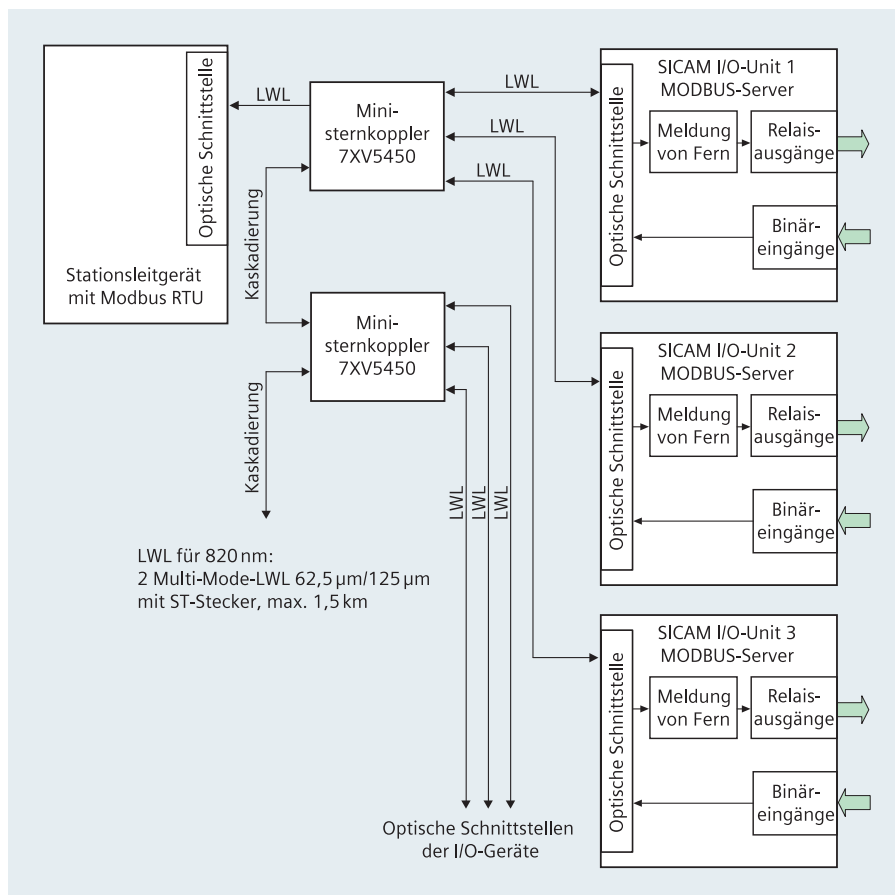 Stationsleitgerät
mit Modbus RTU
Optische Schnittstelle
LWL
Mini-
sternkoppler
7XV5450
LWL
LWL
LWL
Kaskadierung
Mini-
sternkoppler
7XV5450
Kaskadierung
LWL
LWL
LWL
LWL für 820 nm:
2 Multi-Mode-LWL 62,5 µm/125 µm
mit ST-Stecker, max. 1,5 km
Optische Schnittstellen
der I/O-Geräte
SICAM I/O-Unit 1
MODBUS-Server
Optische Schnittstelle
Meldung
von Fern
Relais-
ausgänge
Binär-
eingänge
SICAM I/O-Unit 2
MODBUS-Server
Optische Schnittstelle
Meldung
von Fern
Relais-
ausgänge
Binär-
eingänge
SICAM I/O-Unit 3
MODBUS-Server
Optische Schnittstelle
Meldung
von Fern
Relais-
ausgänge
Binär-
eingänge